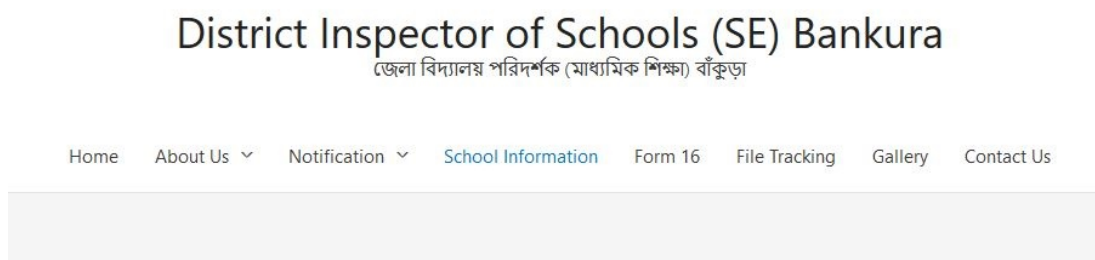 District Inspector of Schools (SE) Bankura
জেলা বিদ্যালয় পরিদর্শক (মাধ্যমিক শিক্ষা) বাঁকুড়া
Home About Us Notification School Information Form 16 File Tracking Gallery Contact Us